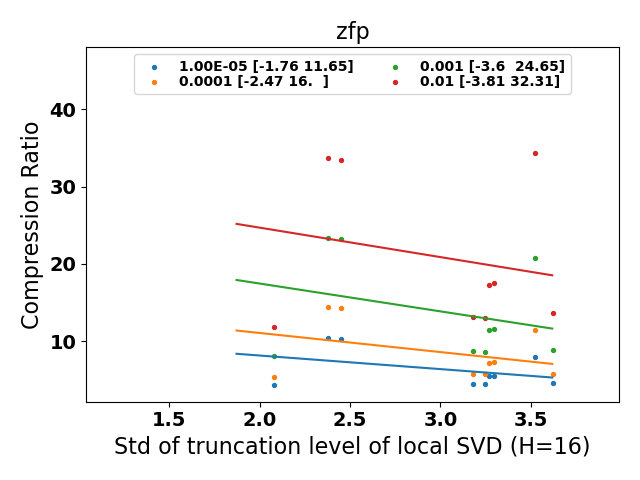 zfp
1.00E-05 [-1.76 11.65]
0.0001 [-2.47 16.  ]
0.001 [-3.6  24.65]
0.01 [-3.81 32.31]
Compression Ratio
40
30
20
10
1.5 2.0 2.5 3.0 3.5
Std of truncation level of local SVD (H=16)